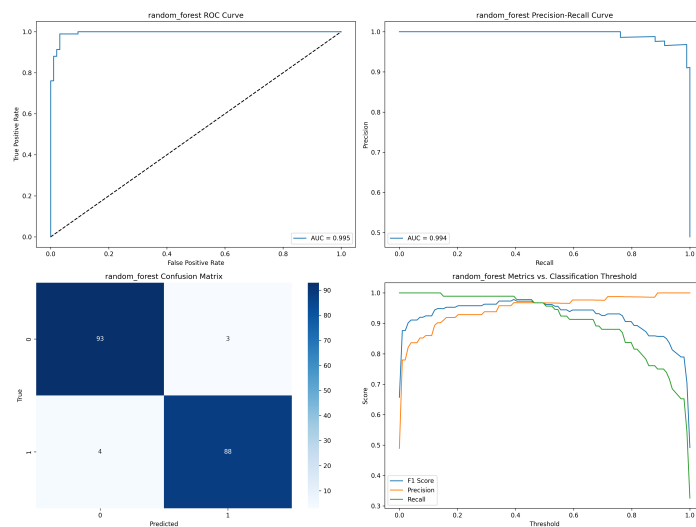 random_forest ROC Curve
1.0
0.8
0.6
0.4
0.2
0.0
True Positive Rate
0.0 0.2 0.4 0.6 0.8 1.0
False Positive Rate
AUC = 0.995
random_forest Precision-Recall Curve
1.0
0.9
0.8
0.7
0.6
0.5
Precision
0.0 0.2 0.4 0.6 0.8 1.0
Recall
AUC = 0.994
random_forest Confusion Matrix
0
1
True
93 3
4 88
0 1
Predicted
90
80
70
60
50
40
30
20
10
random_forest Metrics vs. Classification Threshold
1.0
0.9
0.8
0.7
0.6
0.5
0.4
0.3
Score
F1 Score
Precision
Recall
0.0 0.2 0.4 0.6 0.8 1.0
Threshold